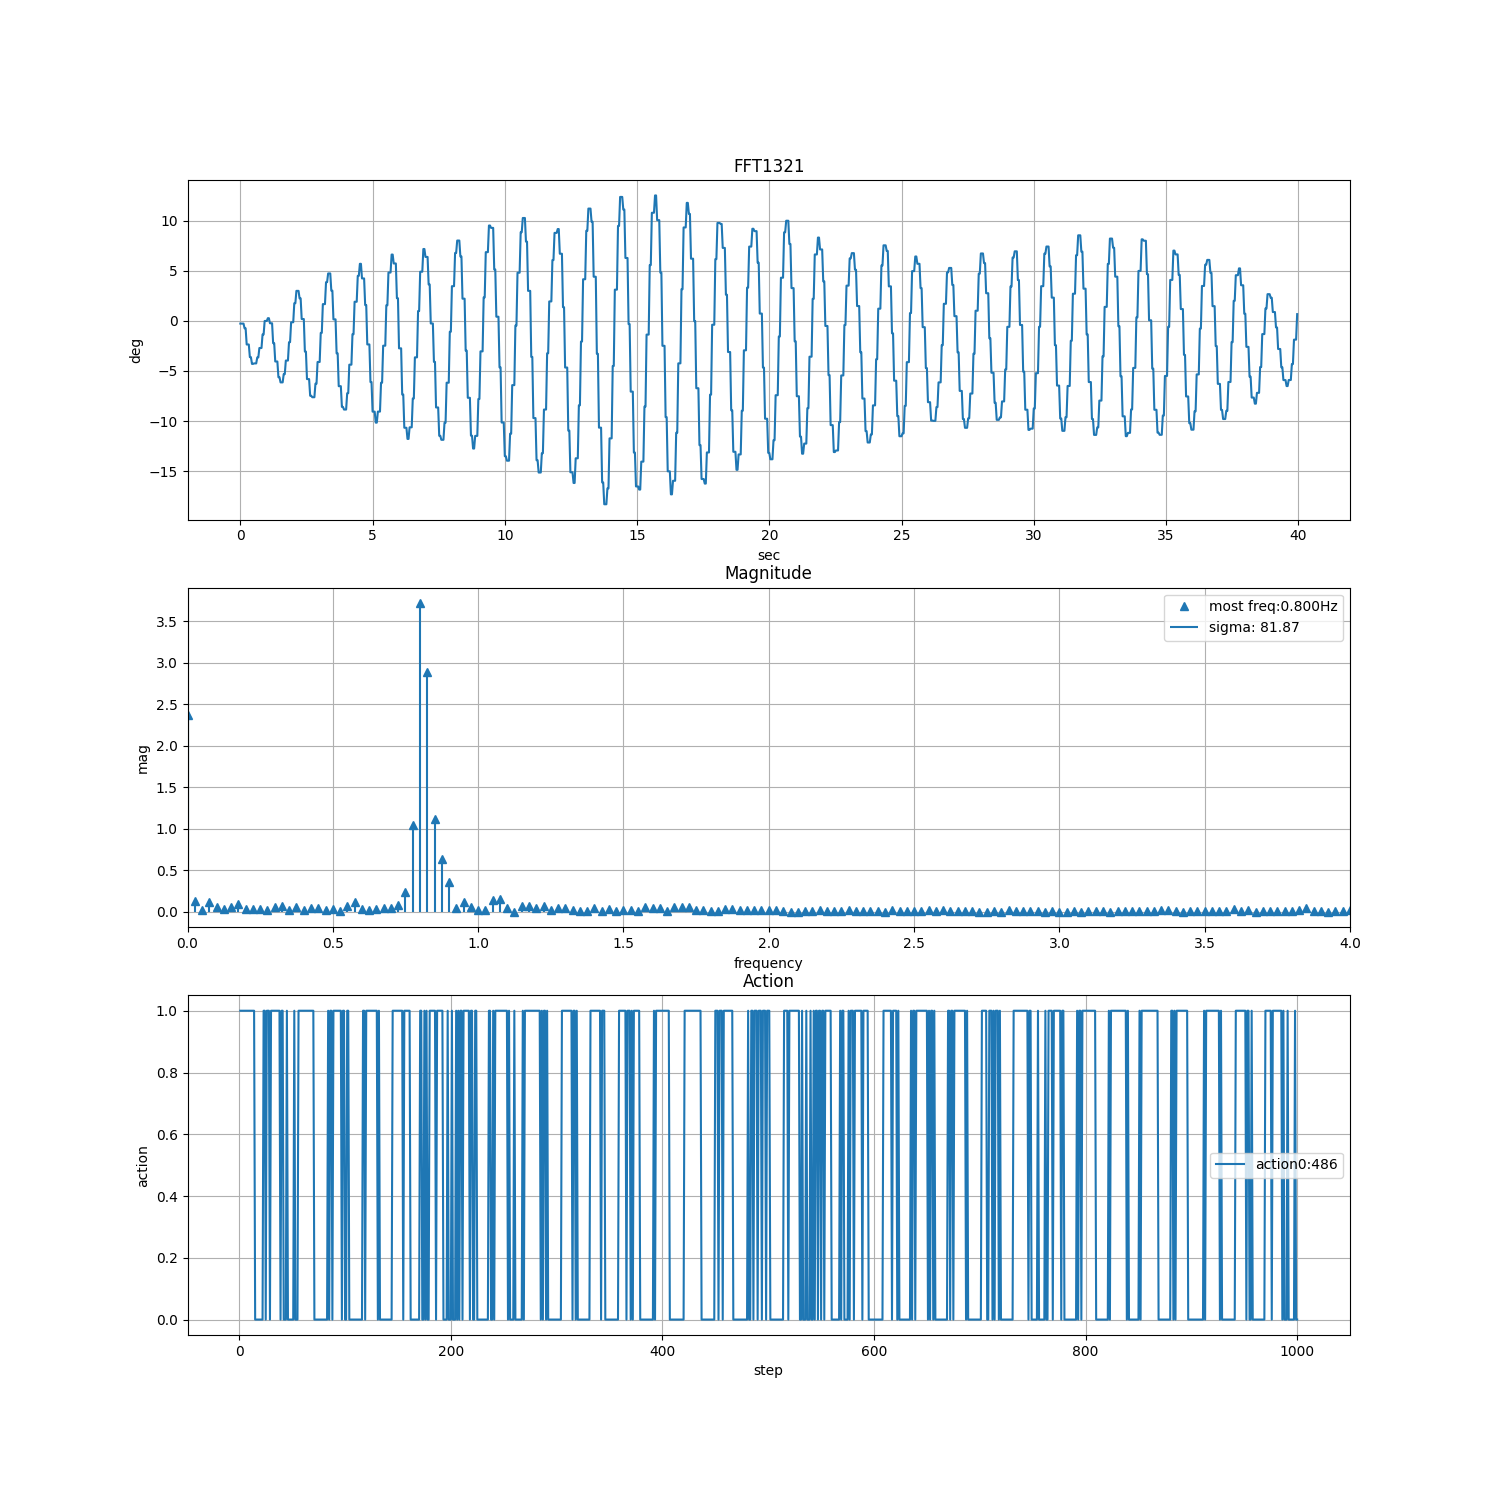 FFT1321
10
5
0
−5
−10
−15
deg
0 5 10 15 20 25 30 35 40
sec
Magnitude
most freq:0.800Hz
sigma: 81.87
3.5
3.0
2.5
2.0
1.5
1.0
0.5
0.0
mag
0.0 0.5 1.0 1.5 2.0 2.5 3.0 3.5 4.0
frequency
Action
1.0
0.8
0.6
0.4
0.2
0.0
action
action0:486
0 200 400 600 800 1000
step